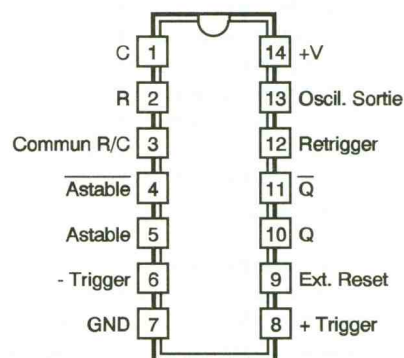 C 1 14 +V
R 2 13 Oscil. Sortie
Commun R/C 3 12 Retrigger
Astable 4 11 Q
Astable 5 10 Q
- Trigger 6 9 Ext. Reset
GND 7 8 + Trigger